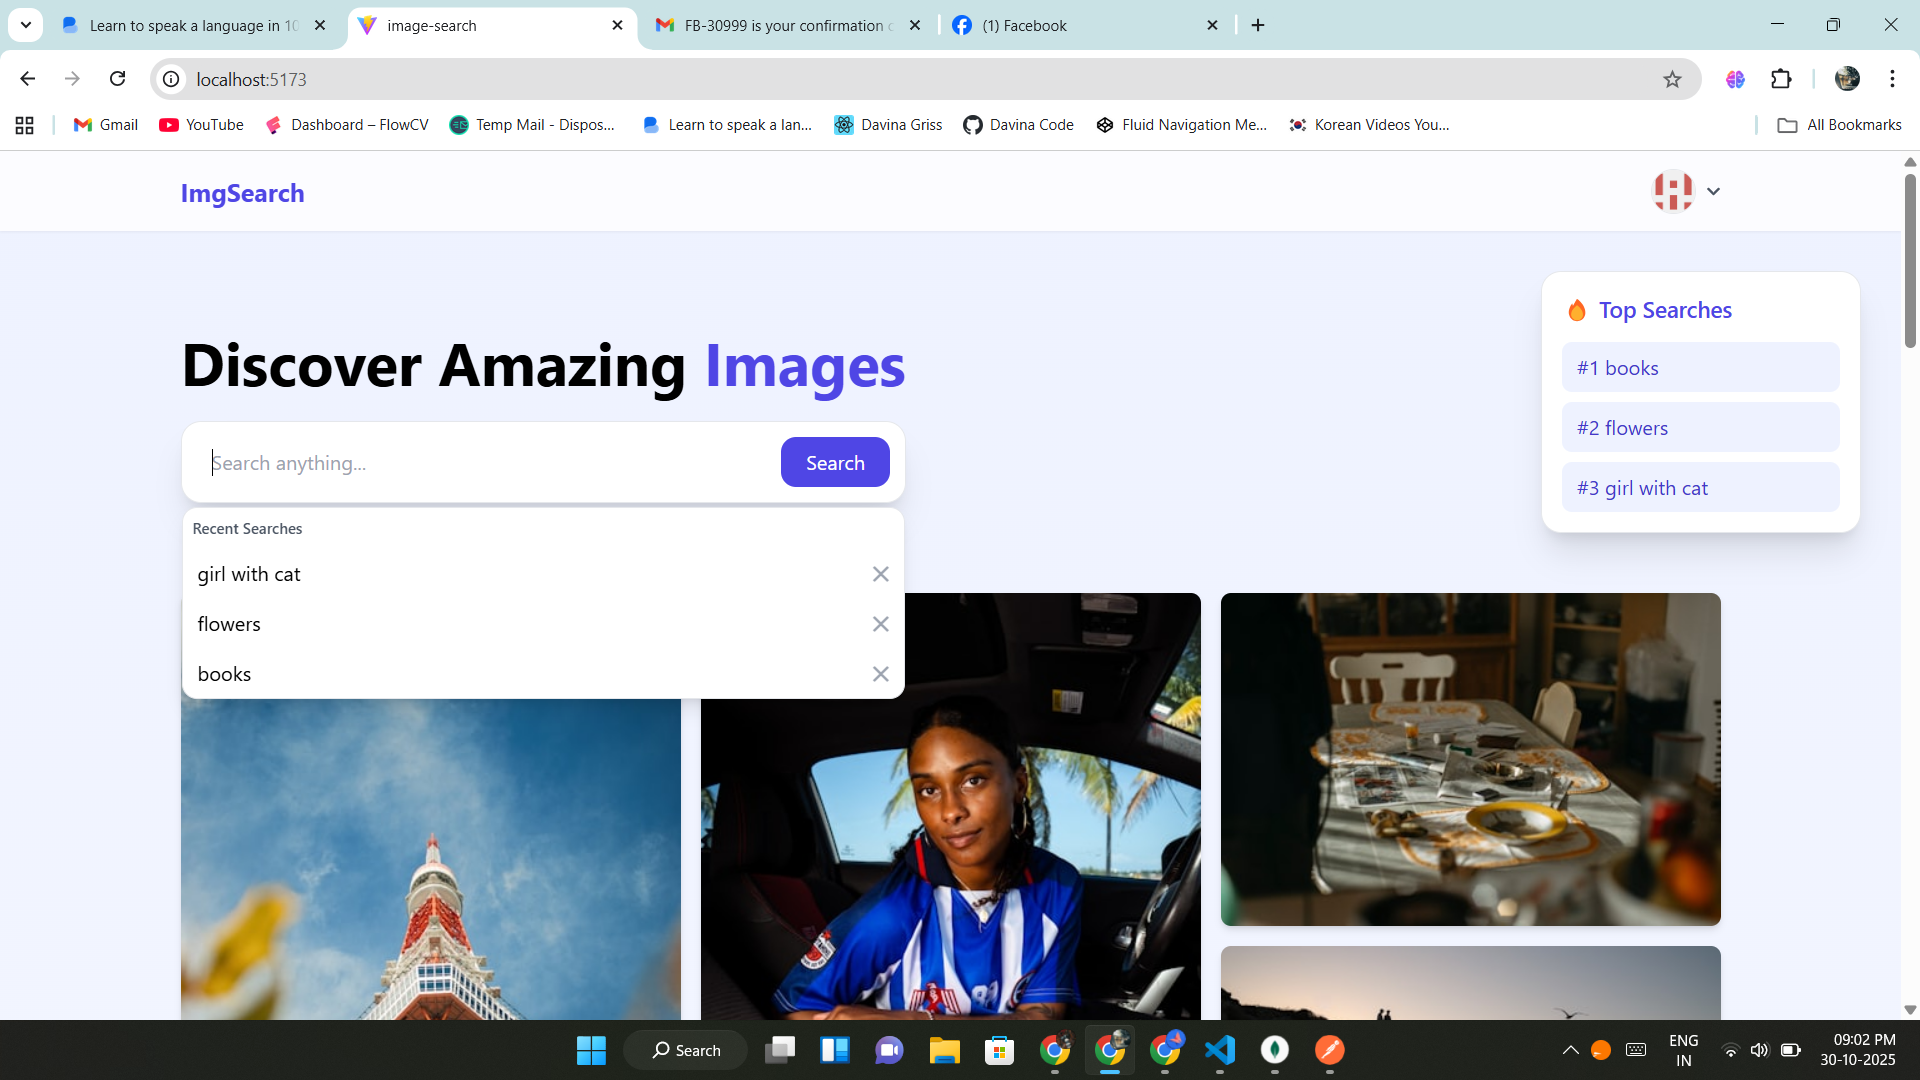 Learn to speak a language in 10
image-search
FB-30999 is your confirmation c
(1) Facebook
localhost:5173
Gmail
YouTube
Dashboard – FlowCV
Temp Mail - Dispos...
Learn to speak a lan...
Davina Griss
Davina Code
Fluid Navigation Me...
Korean Videos You...
All Bookmarks
ImgSearch
Discover Amazing Images
Search anything...
Search
Recent Searches
girl with cat
flowers
books
🔥 Top Searches
#1 books
#2 flowers
#3 girl with cat
Search
ENG
IN
09:02 PM
30-10-2025